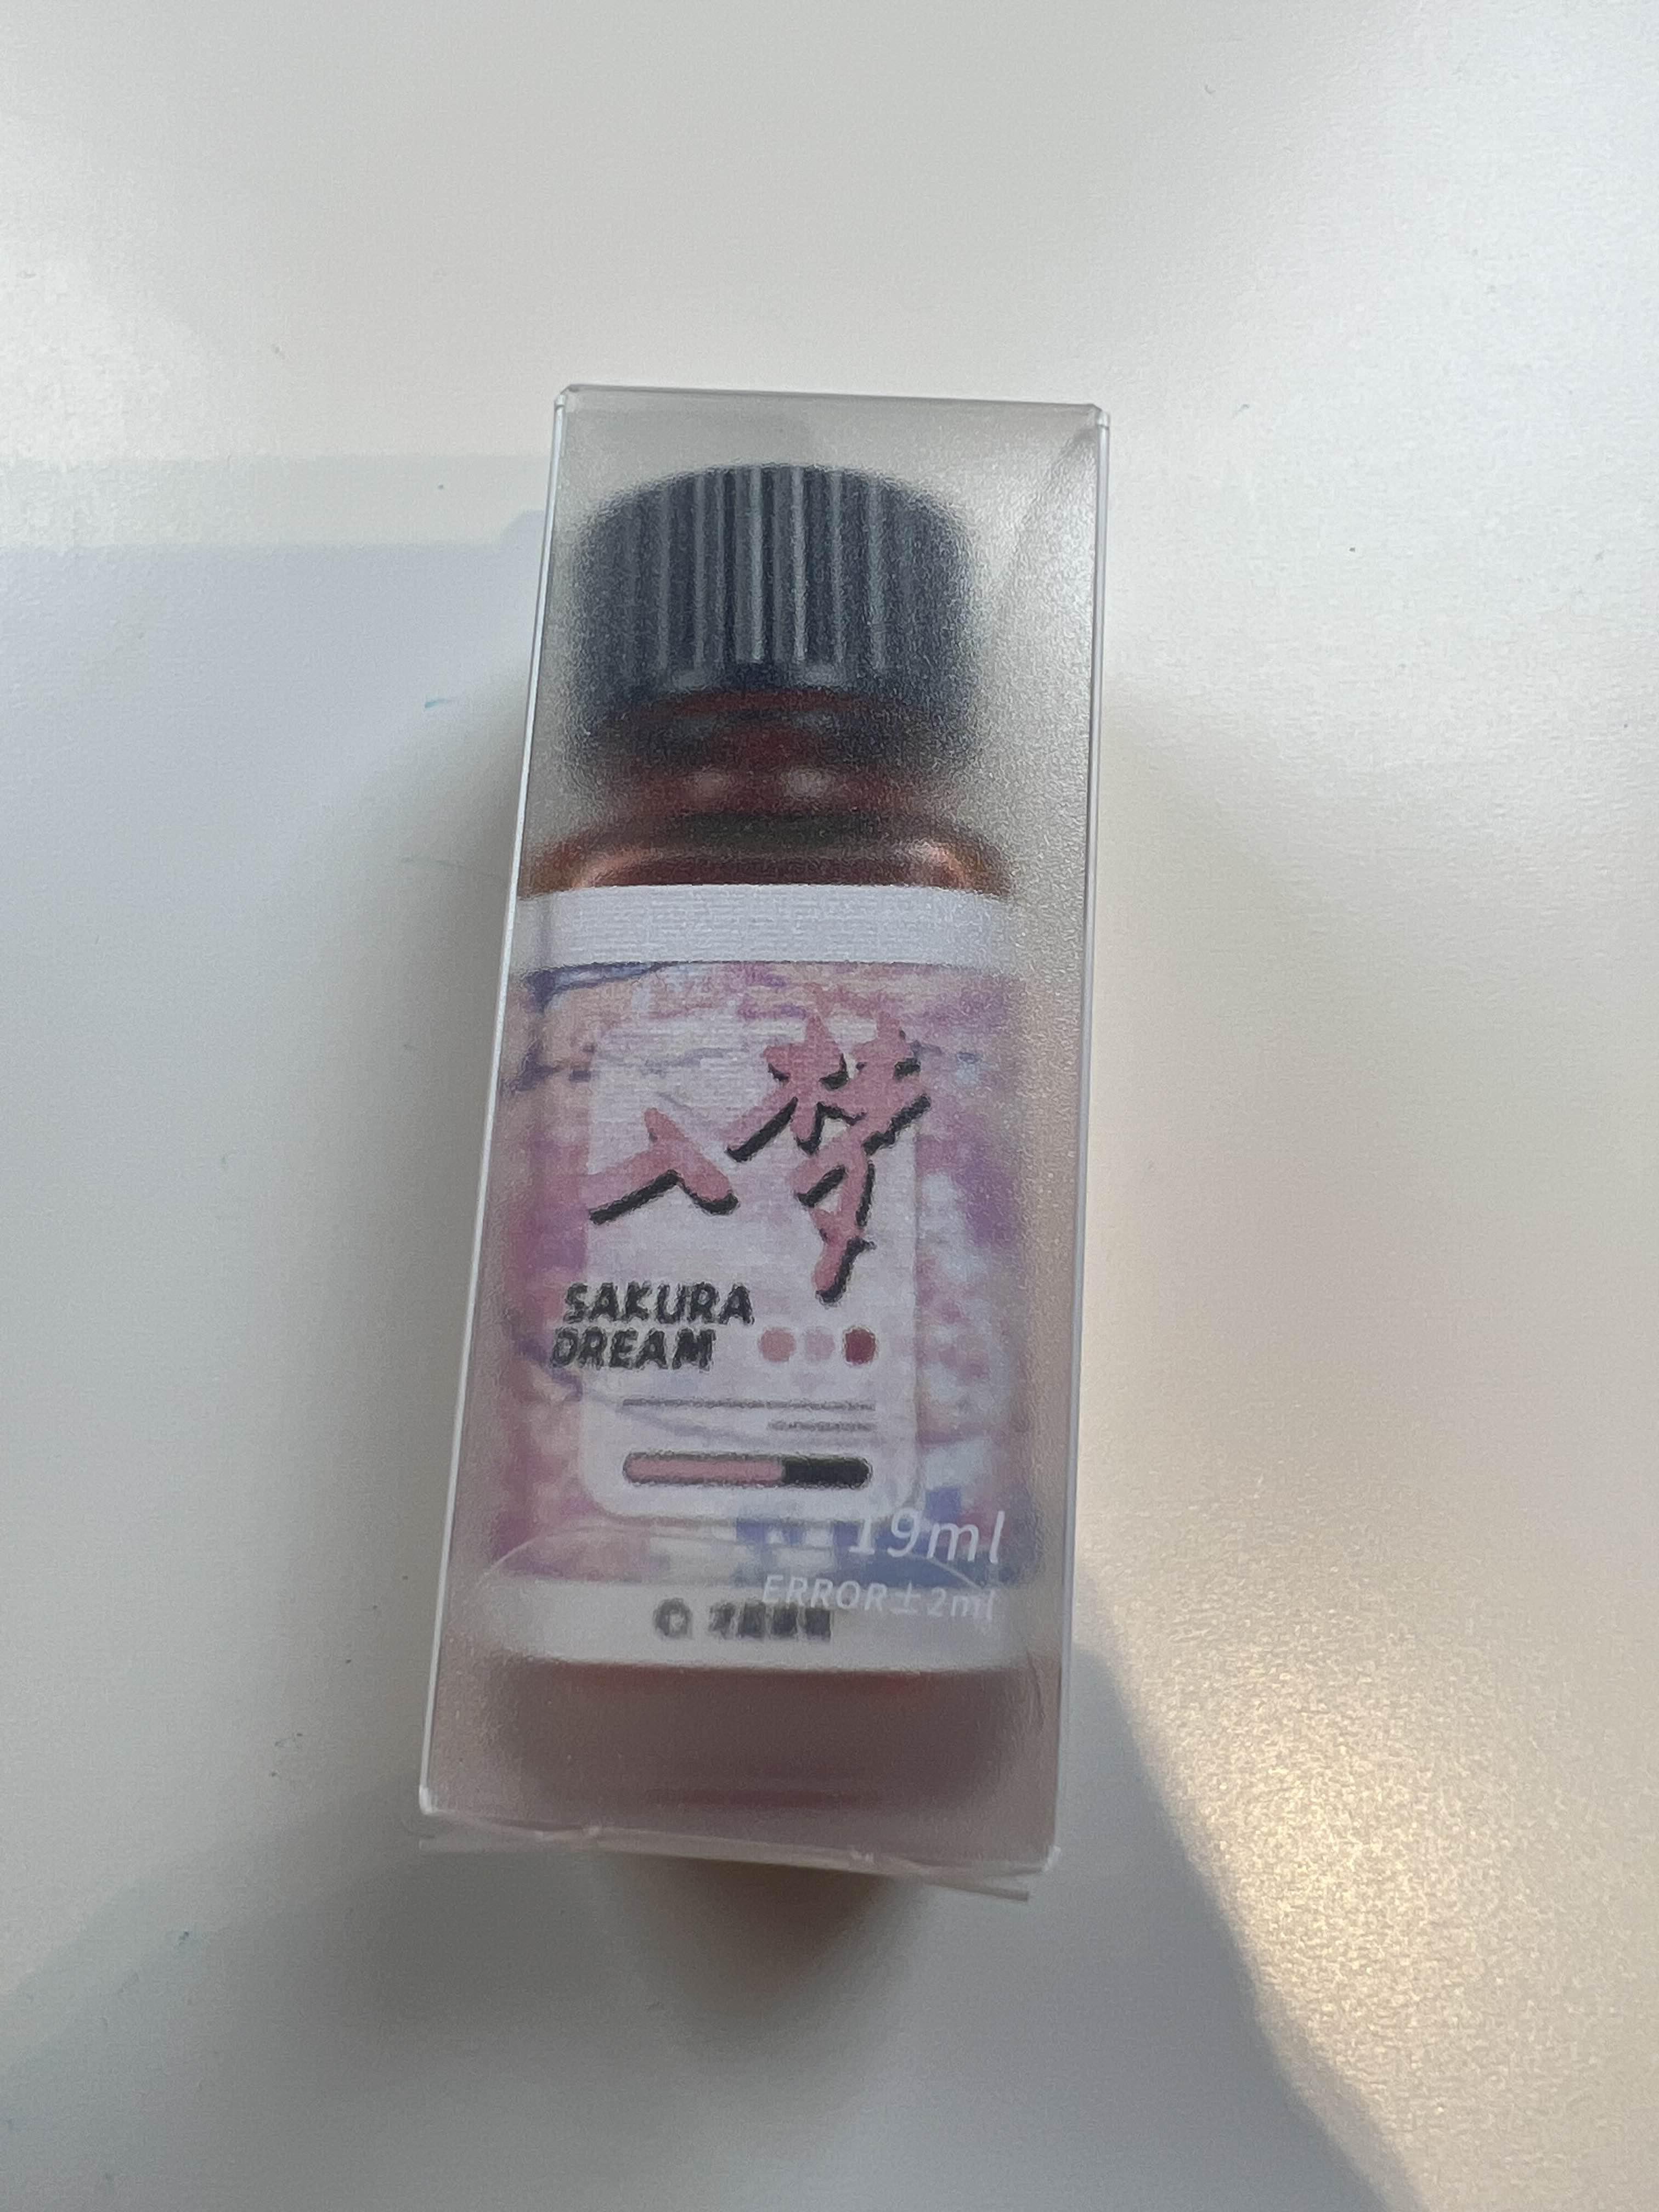 入梦
SAKURA
DREAM
19ml
ERROR±2ml